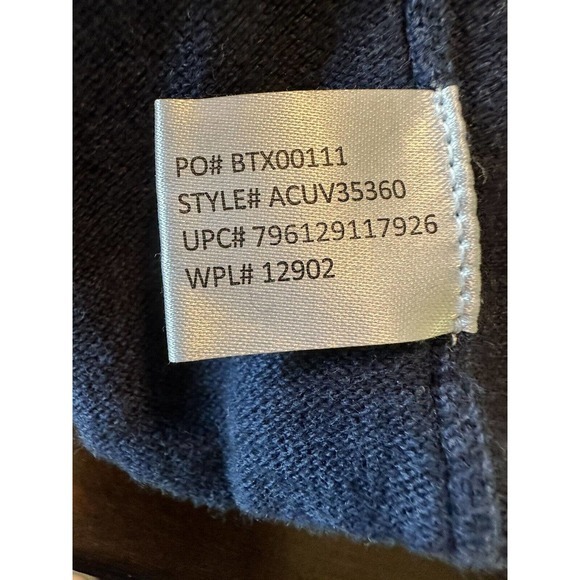 PO# BTX00111
STYLE# ACUV35360
UPC# 796129117926
WPL# 12902